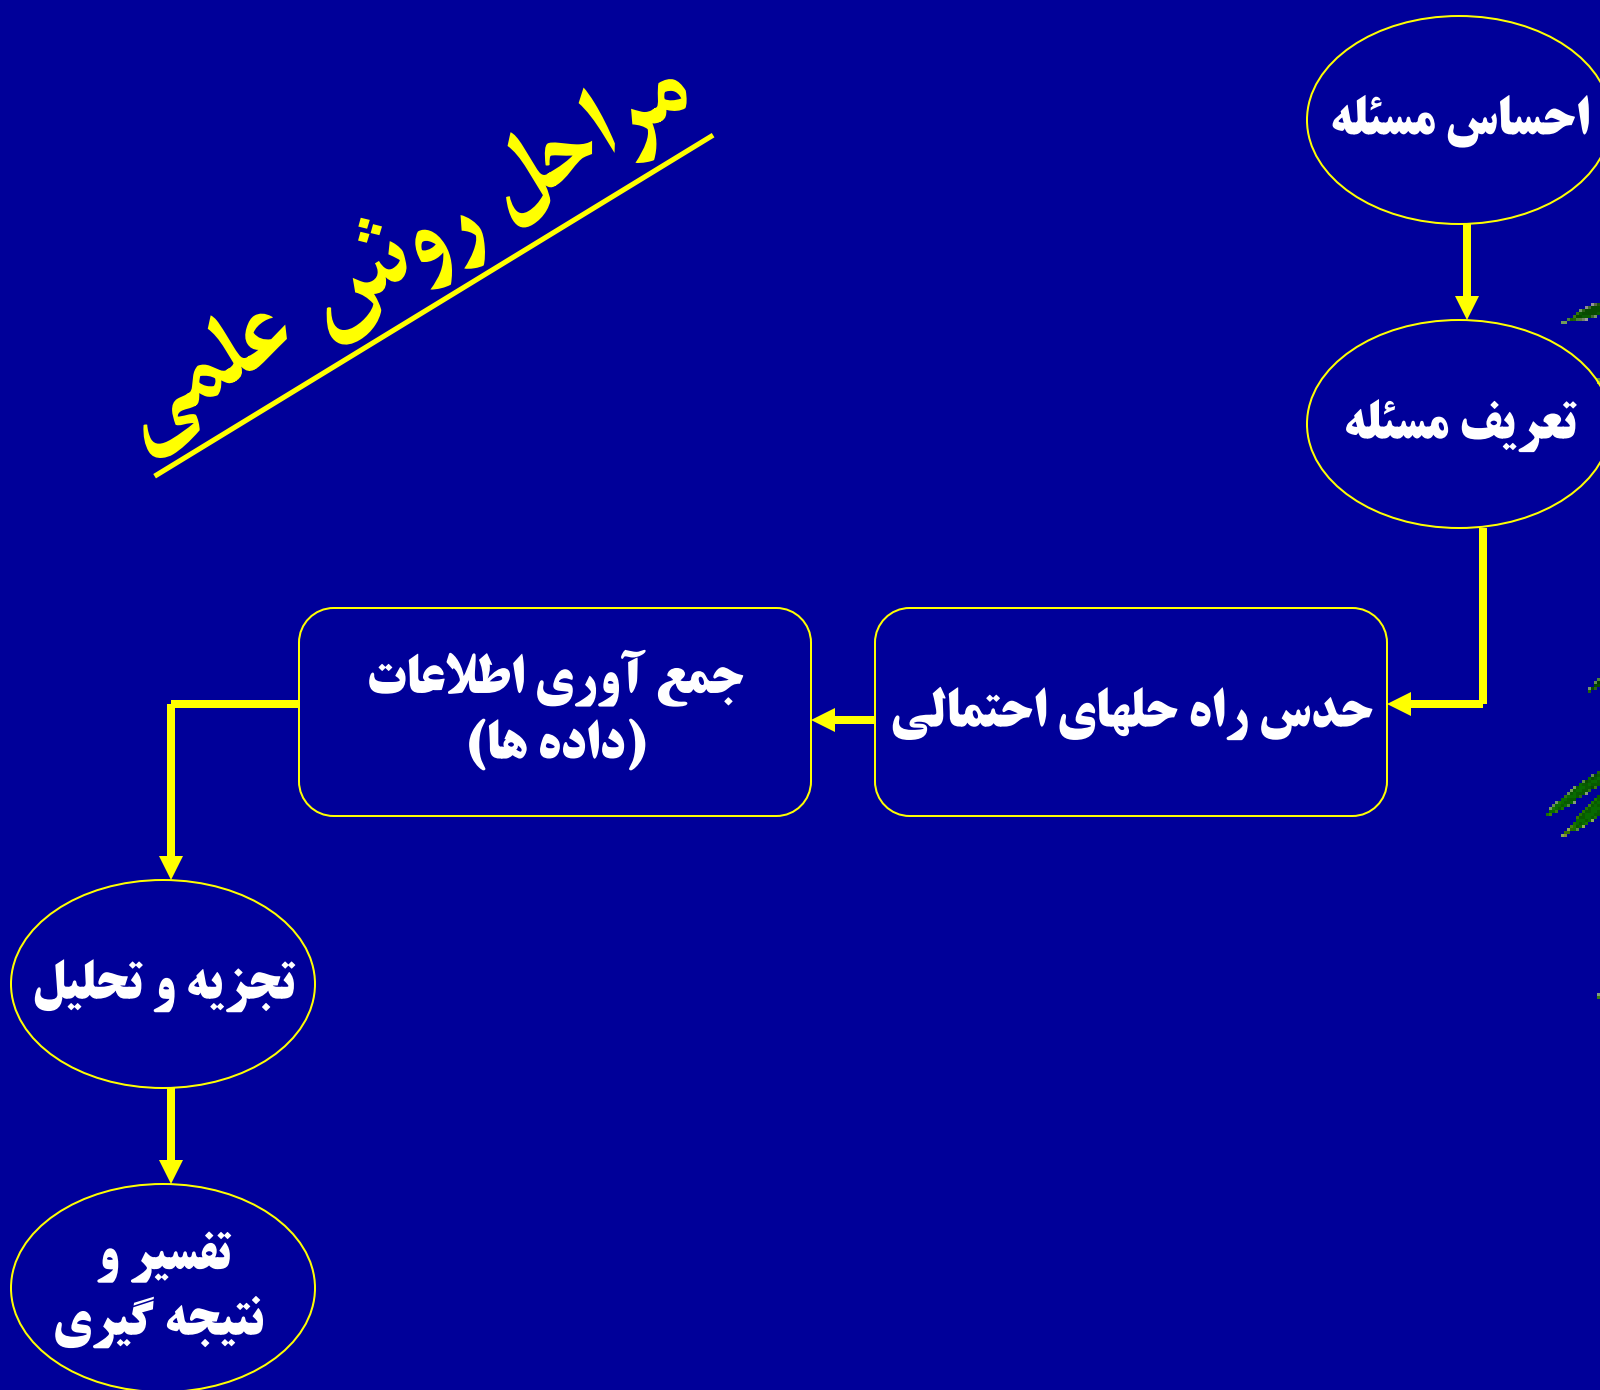 مراحل روش علمی
احساس مسئله
تعریف مسئله
حدس راه حلهای احتمالی
جمع آوری اطلاعات
(داده ها)
تجزیه و تحلیل
تفسیر و
نتیجه گیری